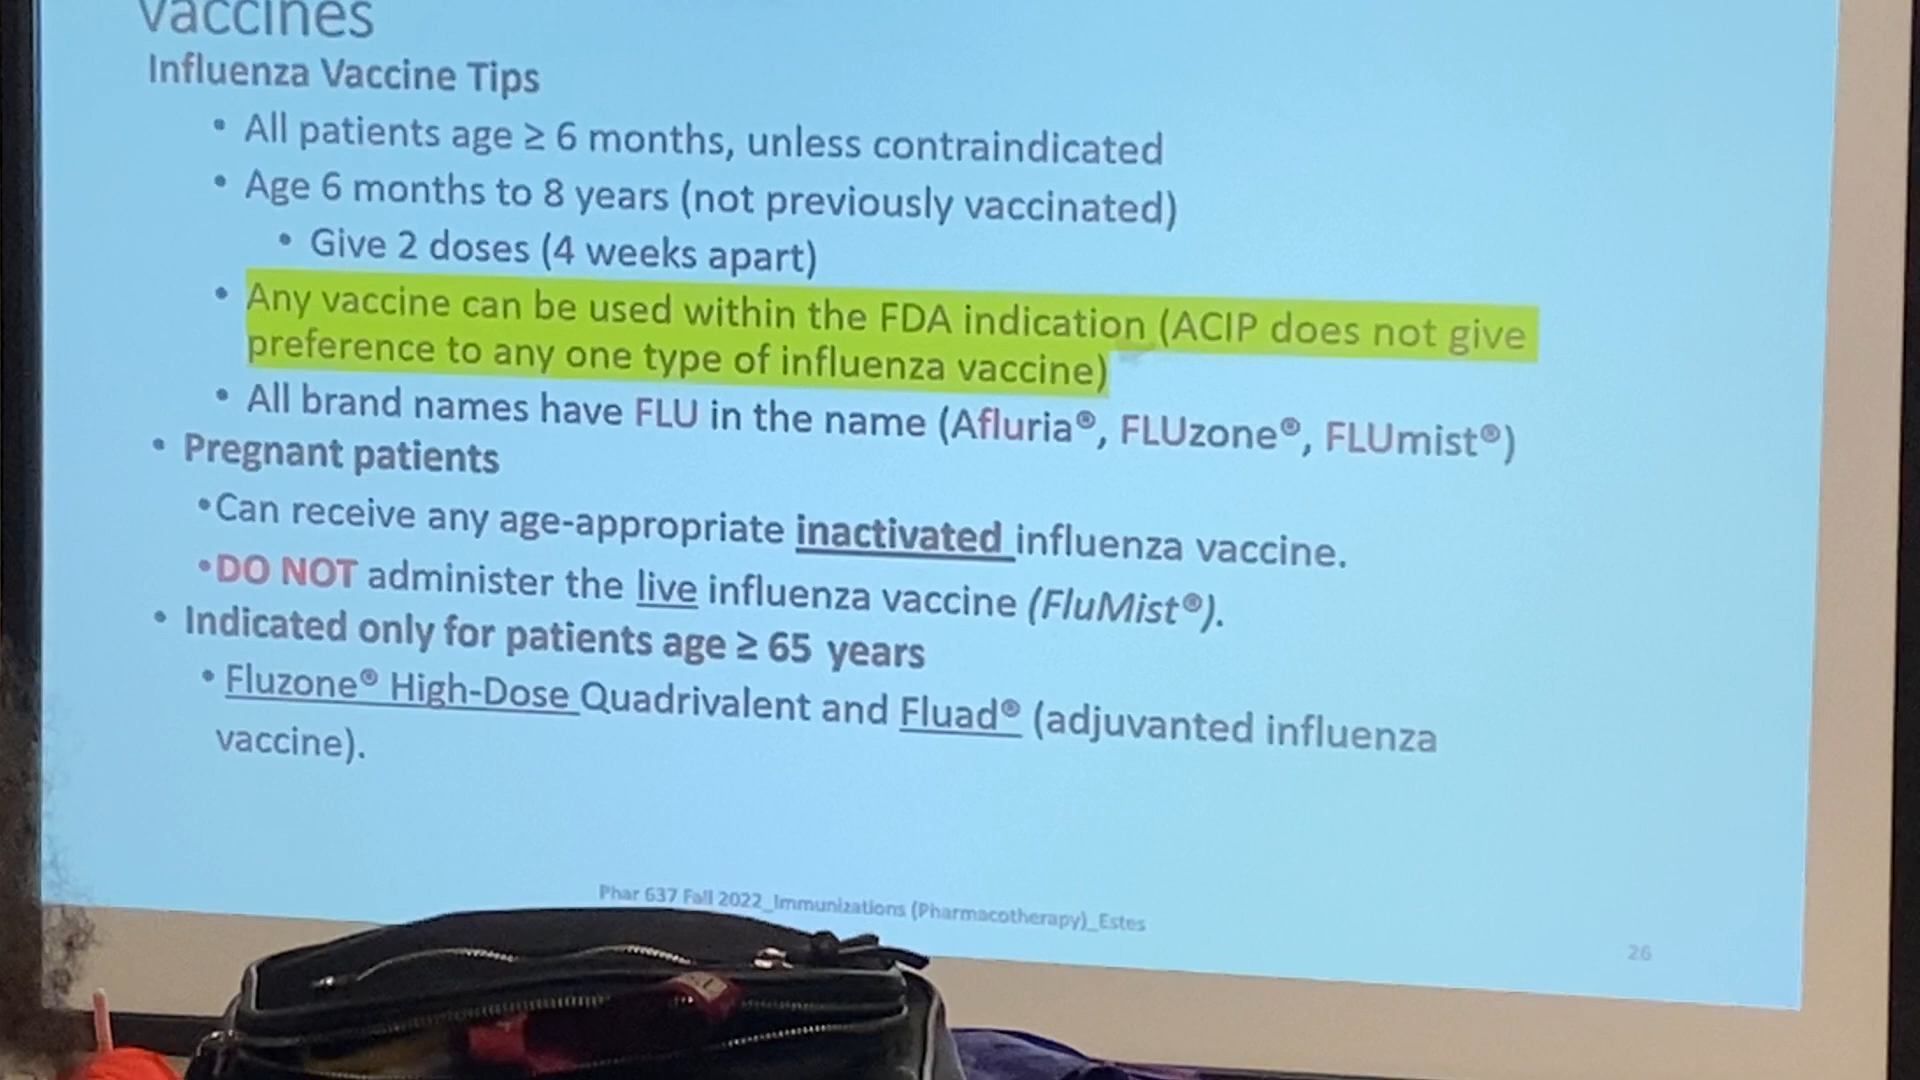 vaccines
Influenza Vaccine Tips
• All patients age ≥ 6 months, unless contraindicated
• Age 6 months to 8 years (not previously vaccinated)
• Give 2 doses (4 weeks apart)
• Any vaccine can be used within the FDA indication (ACIP does not give
preference to any one type of influenza vaccine)
• All brand names have FLU in the name (Afluria®, FLUzone®, FLUmist®)
• Pregnant patients
•Can receive any age-appropriate inactivated influenza vaccine.
•DO NOT administer the live influenza vaccine (FluMist®).
• Indicated only for patients age ≥ 65 years
• Fluzone® High-Dose Quadrivalent and Fluad® (adjuvanted influenza
vaccine).
Phar 637 Fall 2022_Immunizations (Pharmacotherapy)_Estes
26